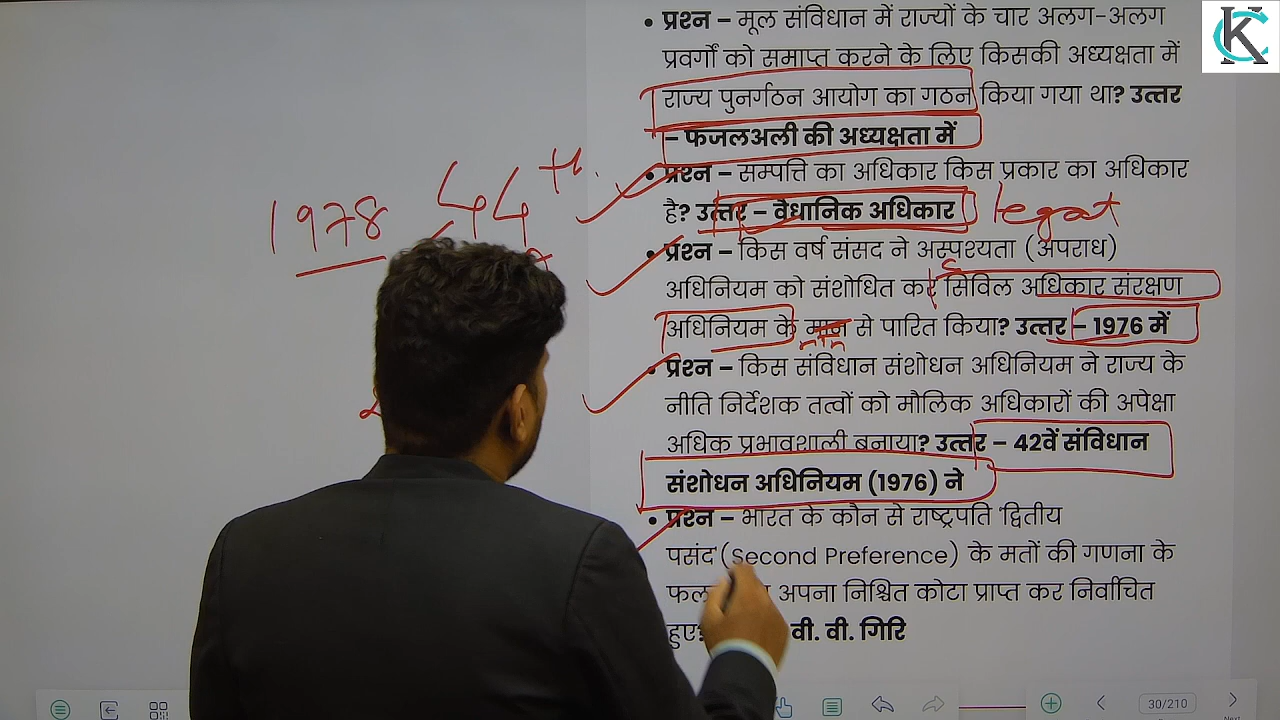 • प्रश्न – मूल संविधान में राज्यों के चार अलग-अलग
प्रवर्गों को समाप्त करने के लिए किसकी अध्यक्षता में
राज्य पुनर्गठन आयोग का गठन किया गया था? उत्तर
– फजलअली की अध्यक्षता में
• प्रश्न – सम्पत्ति का अधिकार किस प्रकार का अधिकार
है? उत्तर – वैधानिक अधिकार
legal
1978 44th
• प्रश्न – किस वर्ष संसद ने अस्पृश्यता (अपराध)
अधिनियम को संशोधित कर सिविल अधिकार संरक्षण
अधिनियम के से पारित किया? उत्तर – 1976 में
• प्रश्न – किस संविधान संशोधन अधिनियम ने राज्य के
नीति निर्देशक तत्वों को मौलिक अधिकारों की अपेक्षा
अधिक प्रभावशाली बनाया? उत्तर – 42वें संविधान
संशोधन अधिनियम (1976) ने
• प्रश्न – भारत के कौन से राष्ट्रपति 'द्वितीय
पसंद'(Second Preference) के मतों की गणना के
अपना निश्चित कोटा प्राप्त कर निर्वाचित
हुए? वी. वी. गिरि
30/210
Next
KC